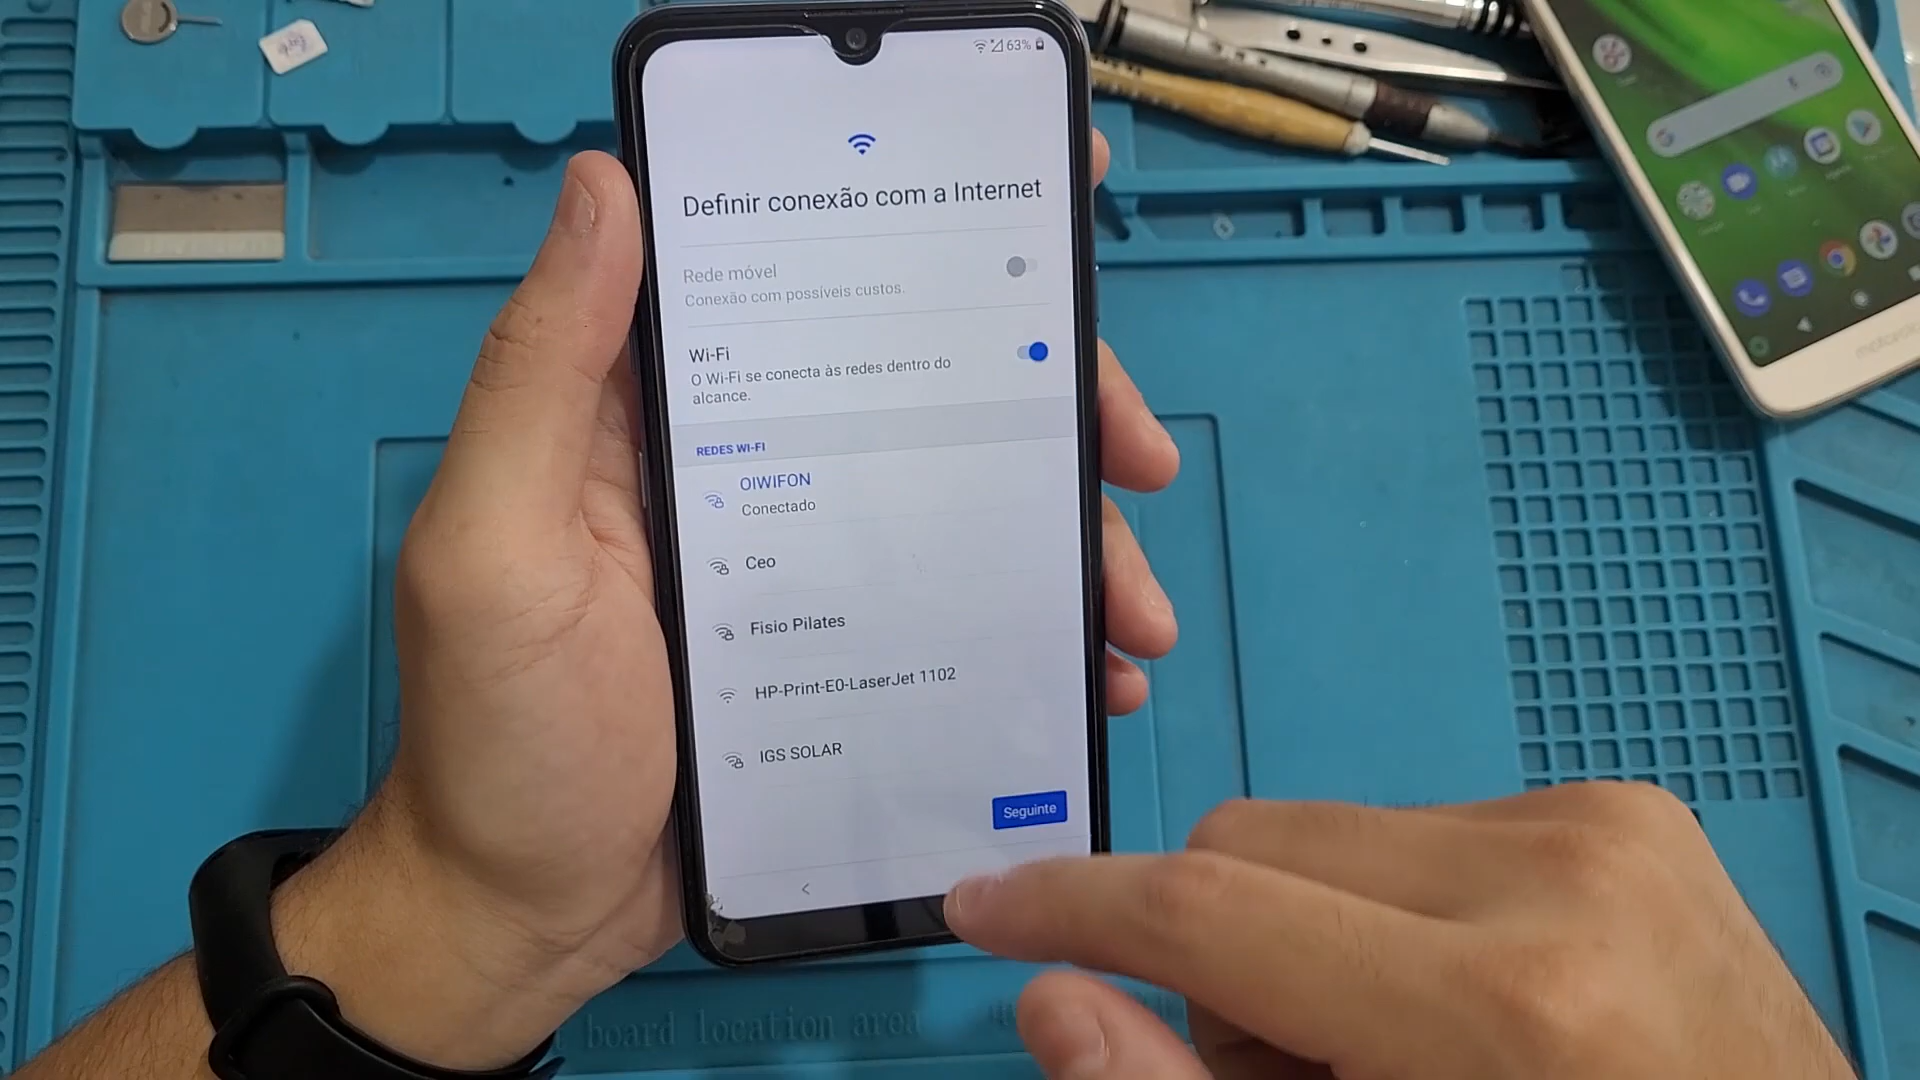 63%
Definir conexão com a Internet
Rede móvel
Conexão com possíveis custos.
Wi-Fi
O Wi-Fi se conecta às redes dentro do
alcance.
REDES WI-FI
OIWIFON
Conectado
Ceo
Fisio Pilates
HP-Print-E0-LaserJet 1102
IGS SOLAR
Seguinte
board location area